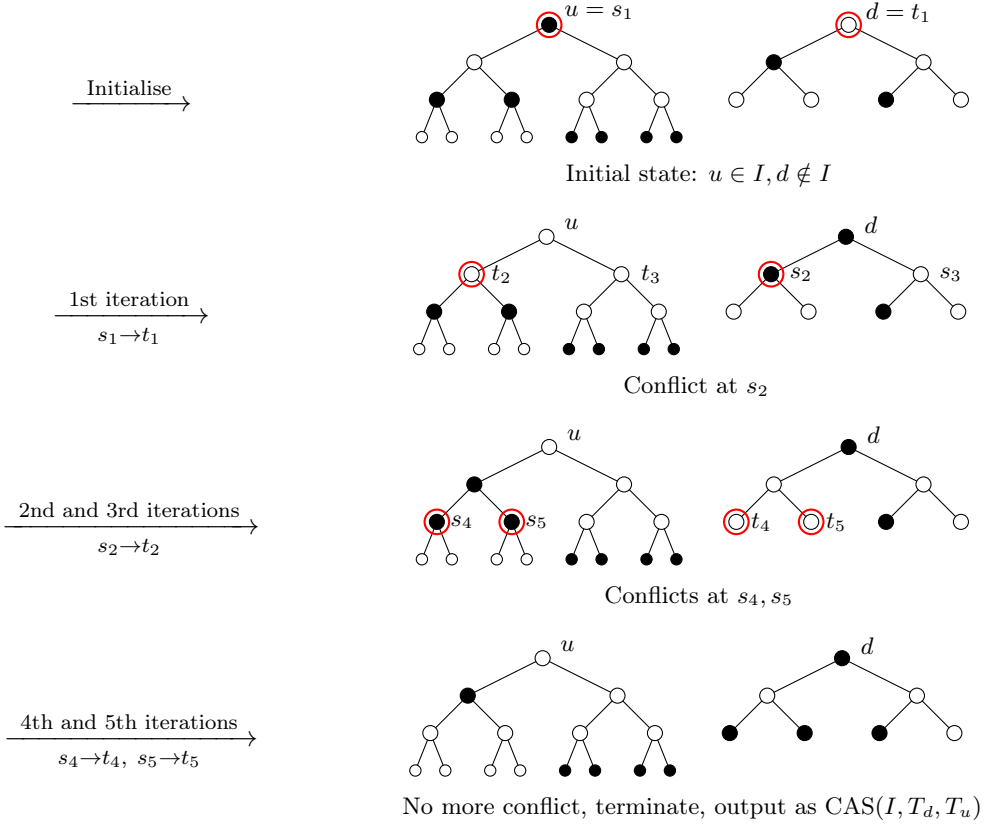 u = s₁
d = t₁
Initialise
Initial state: u ∈ I, d ∉ I
u
d
t₂
t₃
s₂
s₃
1st iteration
s₁→t₁
Conflict at s₂
u
d
2nd and 3rd iterations
s₂→t₂
s₄
s₅
t₄
t₅
Conflicts at s₄, s₅
u
d
4th and 5th iterations
s₄→t₄, s₅→t₅
No more conflict, terminate, output as CAS(I, T_d, T_u)